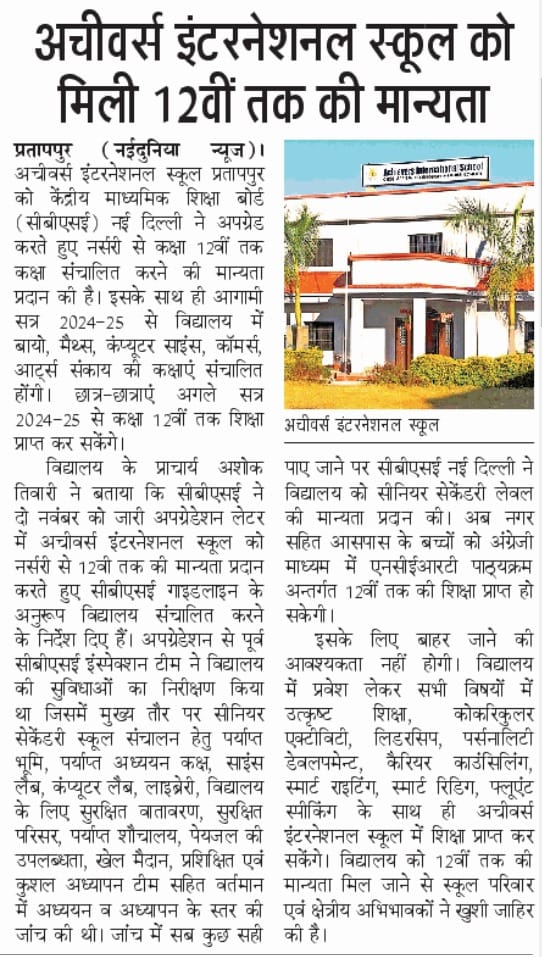 अचीवर्स इंटरनेशनल स्कूल को
मिली 12वीं तक की मान्यता
प्रतापपुर (नईदुनिया न्यूज)।
अचीवर्स इंटरनेशनल स्कूल प्रतापपुर
को केंद्रीय माध्यमिक शिक्षा बोर्ड
(सीबीएसई) नई दिल्ली ने अपग्रेड
करते हुए नर्सरी से कक्षा 12वीं तक
कक्षा संचालित करने की मान्यता
प्रदान की है। इसके साथ ही आगामी
सत्र 2024-25 से विद्यालय में
बायो, मैथ्स, कंप्यूटर साइंस, कॉमर्स,
आर्ट्स संकाय की कक्षाएं संचालित
होंगी। छात्र-छात्राएं अगले सत्र
2024-25 से कक्षा 12वीं तक शिक्षा
प्राप्त कर सकेंगे।
विद्यालय के प्राचार्य अशोक
तिवारी ने बताया कि सीबीएसई ने
दो नवंबर को जारी अपग्रेडेशन लेटर
में अचीवर्स इंटरनेशनल स्कूल को
नर्सरी से 12वीं तक की मान्यता प्रदान
करते हुए सीबीएसई गाइडलाइन के
अनुरूप विद्यालय संचालित करने
के निर्देश दिए हैं। अपग्रेडेशन से पूर्व
सीबीएसई इंस्पेक्शन टीम ने विद्यालय
की सुविधाओं का निरीक्षण किया
था जिसमें मुख्य तौर पर सीनियर
सेकेंडरी स्कूल संचालन हेतु पर्याप्त
भूमि, पर्याप्त अध्ययन कक्ष, साइंस
लैब, कंप्यूटर लैब, लाइब्रेरी, विद्यालय
के लिए सुरक्षित वातावरण, सुरक्षित
परिसर, पर्याप्त शौचालय, पेयजल की
उपलब्धता, खेल मैदान, प्रशिक्षित एवं
कुशल अध्यापन टीम सहित वर्तमान
में अध्ययन व अध्यापन के स्तर की
जांच की थी। जांच में सब कुछ सही
Achievers International School
अचीवर्स इंटरनेशनल स्कूल
पाए जाने पर सीबीएसई नई दिल्ली ने
विद्यालय को सीनियर सेकेंडरी लेवल
की मान्यता प्रदान की। अब नगर
सहित आसपास के बच्चों को अंग्रेजी
माध्यम में एनसीईआरटी पाठ्यक्रम
अन्तर्गत 12वीं तक की शिक्षा प्राप्त हो
सकेगी।
इसके लिए बाहर जाने की
आवश्यकता नहीं होगी। विद्यालय
में प्रवेश लेकर सभी विषयों में
उत्कृष्ट शिक्षा, कोकरिकुलर
एक्टीविटी, लिडरसिप, पर्सनालिटी
डेवलपमेंट, कैरियर काउंसिलिंग,
स्मार्ट राइटिंग, स्मार्ट रिडिग, फ्लूएंट
स्पीकिंग के साथ ही अचीवर्स
इंटरनेशनल स्कूल में शिक्षा प्राप्त कर
सकेंगे। विद्यालय को 12वीं तक की
मान्यता मिल जाने से स्कूल परिवार
एवं क्षेत्रीय अभिभावकों ने खुशी जाहिर
की है।